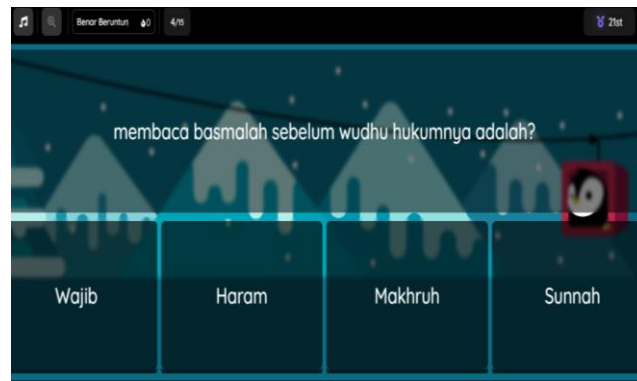 Benar Beruntun 0 4/15 21st
membaca basmalah sebelum wudhu hukumnya adalah?
Wajib Haram Makhruh Sunnah